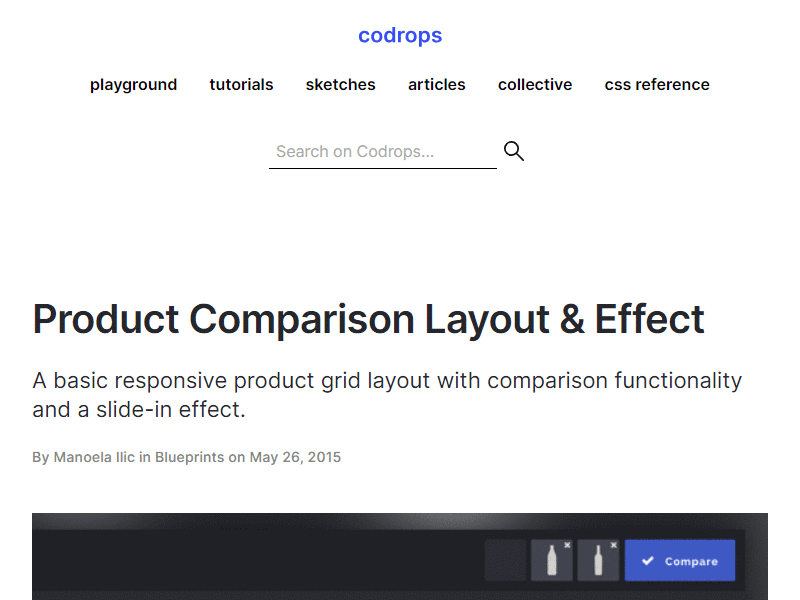 codrops
playground tutorials sketches articles collective css reference
Search on Codrops...
Product Comparison Layout & Effect
A basic responsive product grid layout with comparison functionality
and a slide-in effect.
By Manoela Ilic in Blueprints on May 26, 2015
Compare